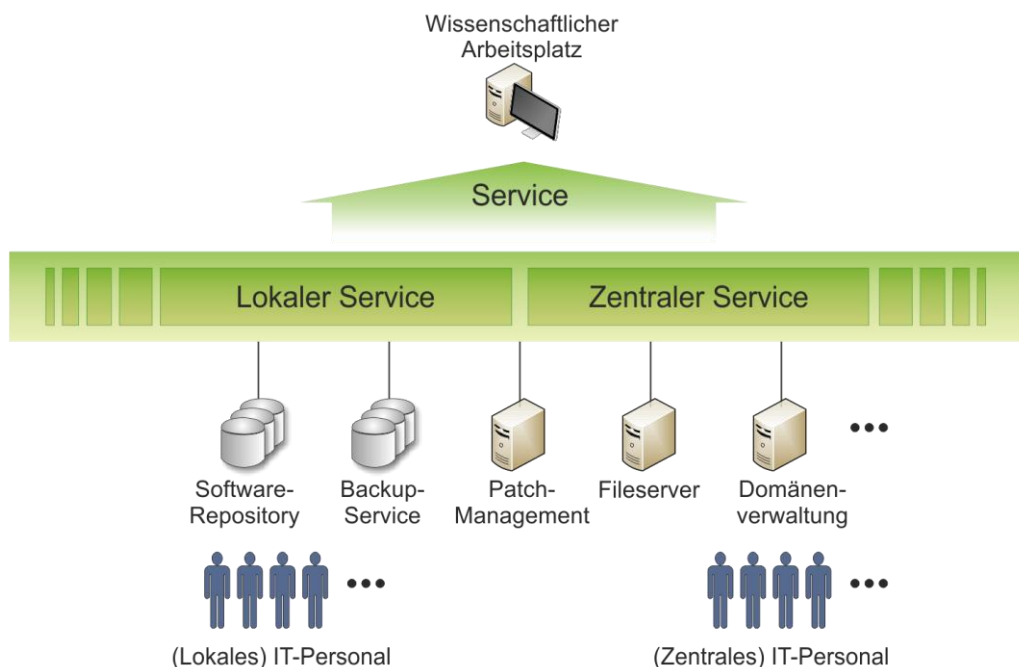 Wissenschaftlicher
Arbeitsplatz
Service
Lokaler Service
Zentraler Service
Software-
Repository
Backup-
Service
Patch-
Management
Fileserver
Domänen-
verwaltung
(Lokales) IT-Personal
(Zentrales) IT-Personal